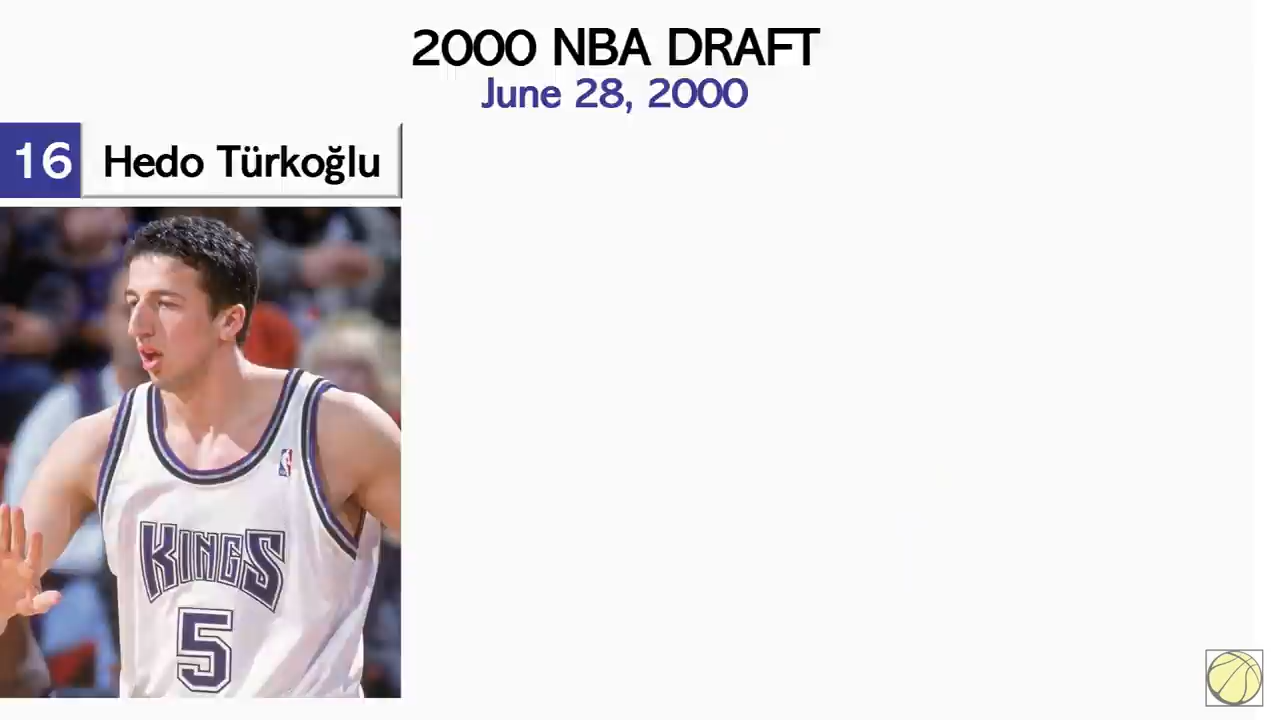 2000 NBA DRAFT
June 28, 2000
16 Hedo Türkoğlu
KINGS
5